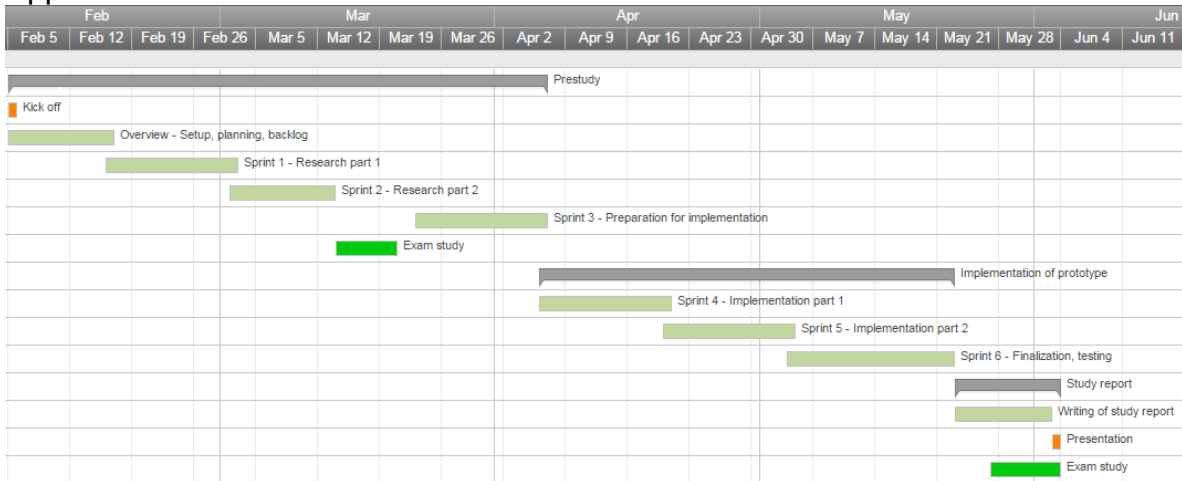 Feb Mar Apr May Jun
Feb 5 Feb 12 Feb 19 Feb 26 Mar 5 Mar 12 Mar 19 Mar 26 Apr 2 Apr 9 Apr 16 Apr 23 Apr 30 May 7 May 14 May 21 May 28 Jun 4 Jun 11
Prestudy
Kick off
Overview - Setup, planning, backlog
Sprint 1 - Research part 1
Sprint 2 - Research part 2
Sprint 3 - Preparation for implementation
Exam study
Implementation of prototype
Sprint 4 - Implementation part 1
Sprint 5 - Implementation part 2
Sprint 6 - Finalization, testing
Study report
Writing of study report
Presentation
Exam study